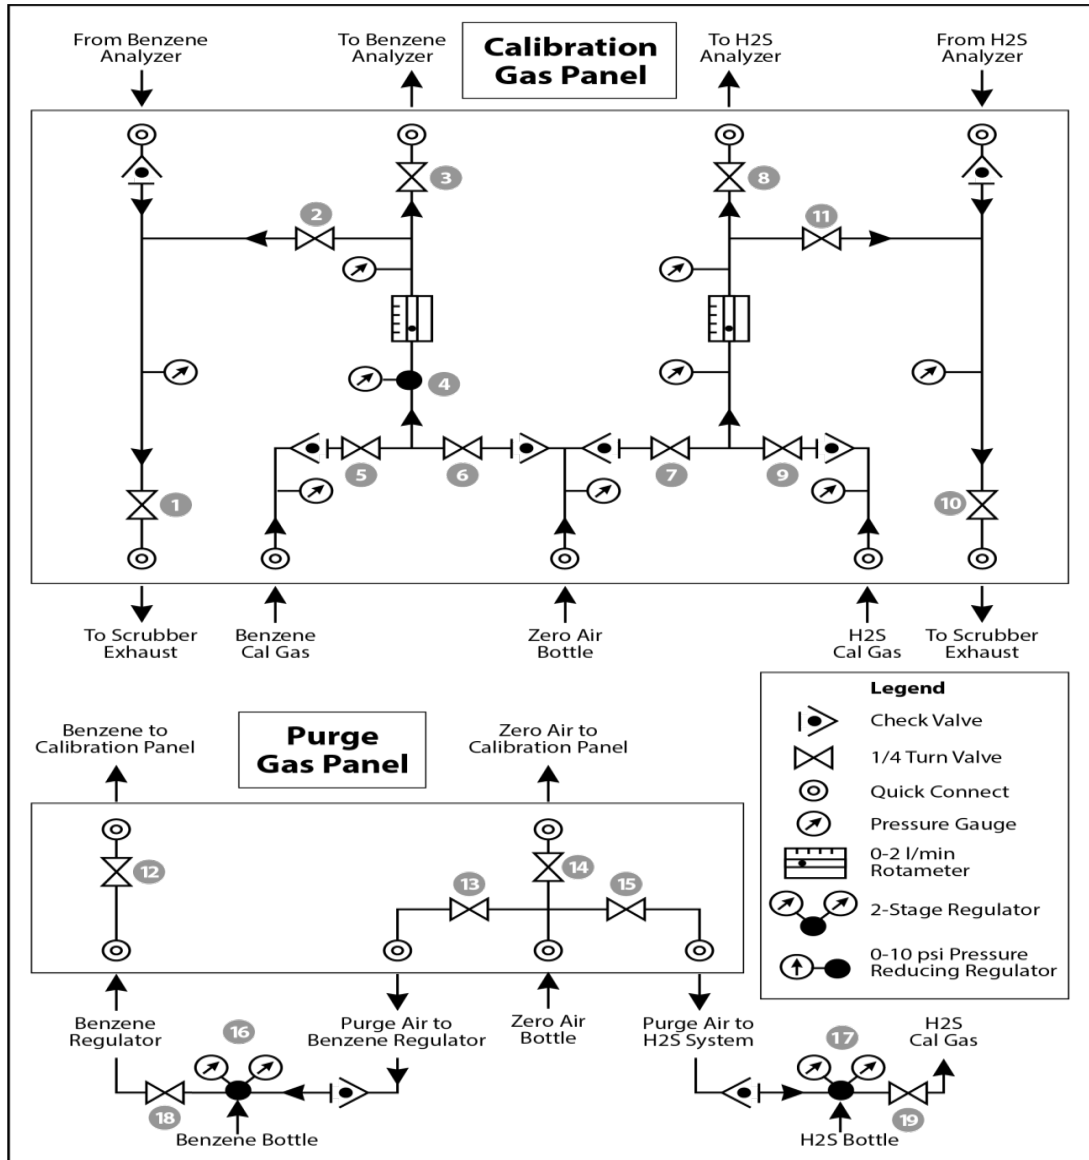 From Benzene
Analyzer
To Benzene
Analyzer
Calibration
Gas Panel
To H2S
Analyzer
From H2S
Analyzer
3
8
2
11
4
5
6
7
9
1
10
To Scrubber
Exhaust
Benzene
Cal Gas
Zero Air
Bottle
H2S
Cal Gas
To Scrubber
Exhaust
Legend
Check Valve
1/4 Turn Valve
Quick Connect
Pressure Gauge
0-2 l/min
Rotameter
2-Stage Regulator
0-10 psi Pressure
Reducing Regulator
Benzene to
Calibration Panel
Purge
Gas Panel
Zero Air to
Calibration Panel
12
14
13
15
Benzene
Regulator
16
Purge Air to
Benzene Regulator
Zero Air
Bottle
Purge Air to
H2S System
17
H2S
Cal Gas
18
Benzene Bottle
19
H2S Bottle